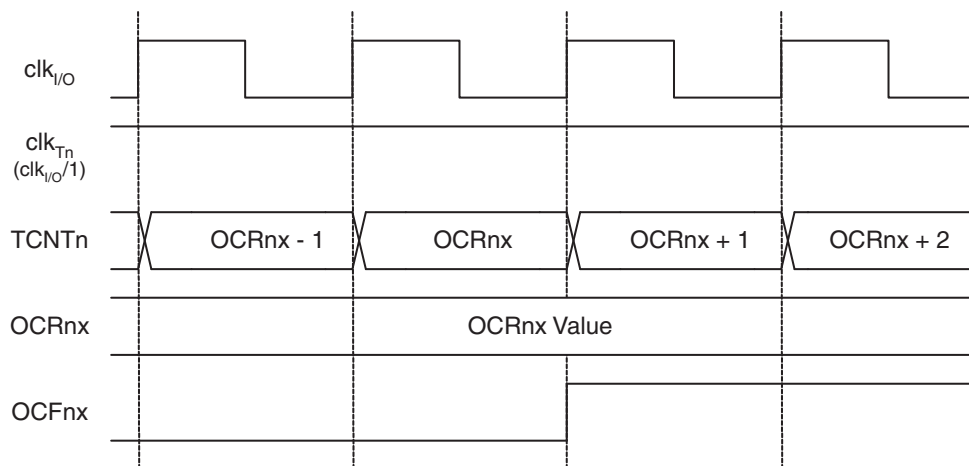 clkI/O
clkTn
(clkI/O/1)
TCNTn
OCRnx - 1
OCRnx
OCRnx + 1
OCRnx + 2
OCRnx
OCRnx Value
OCFnx